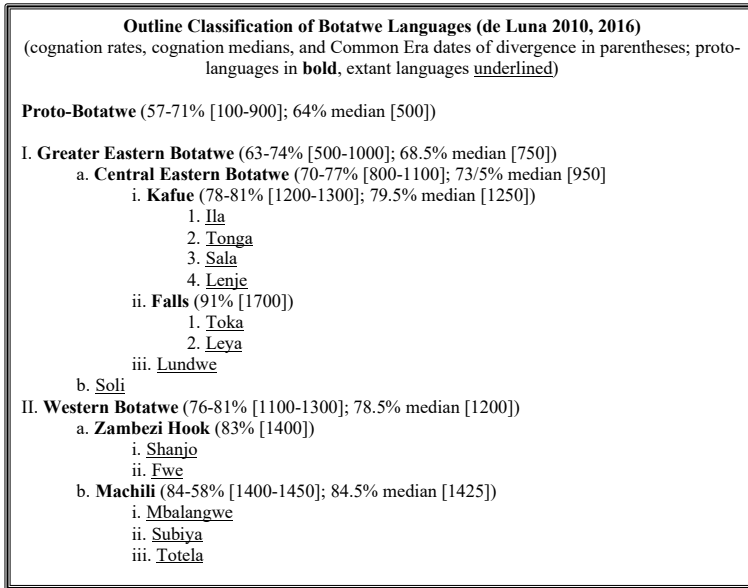 Outline Classification of Botatwe Languages (de Luna 2010, 2016)
(cognation rates, cognation medians, and Common Era dates of divergence in parentheses; proto-
languages in bold, extant languages underlined)
Proto-Botatwe (57-71% [100-900]; 64% median [500])
I. Greater Eastern Botatwe (63-74% [500-1000]; 68.5% median [750])
a. Central Eastern Botatwe (70-77% [800-1100]; 73/5% median [950]
i. Kafue (78-81% [1200-1300]; 79.5% median [1250])
1. Ila
2. Tonga
3. Sala
4. Lenje
ii. Falls (91% [1700])
1. Toka
2. Leya
iii. Lundwe
b. Soli
II. Western Botatwe (76-81% [1100-1300]; 78.5% median [1200])
a. Zambezi Hook (83% [1400])
i. Shanjo
ii. Fwe
b. Machili (84-58% [1400-1450]; 84.5% median [1425])
i. Mbalangwe
ii. Subiya
iii. Totela